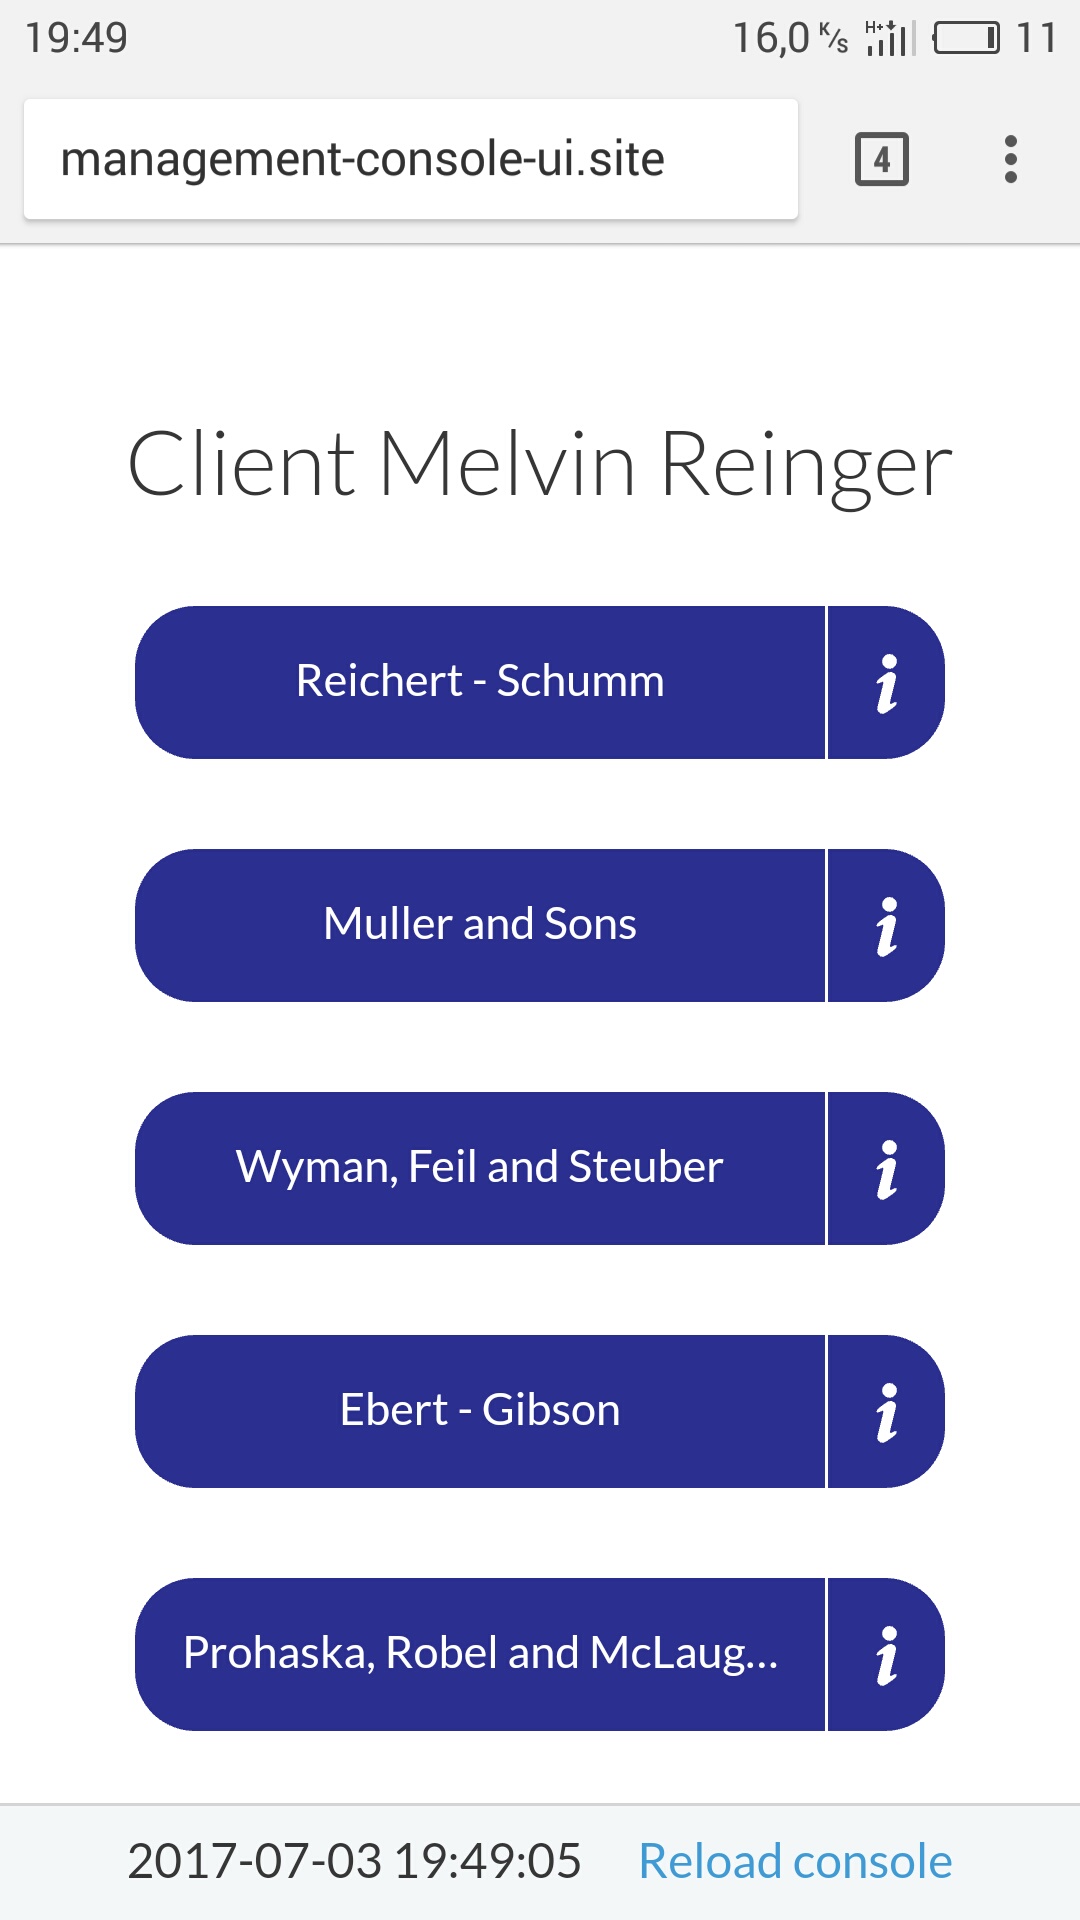 19:49 16,0 K/s H+ 11
management-console-ui.site 4
Client Melvin Reinger
Reichert - Schumm i
Muller and Sons i
Wyman, Feil and Steuber i
Ebert - Gibson i
Prohaska, Robel and McLaug... i
2017-07-03 19:49:05 Reload console